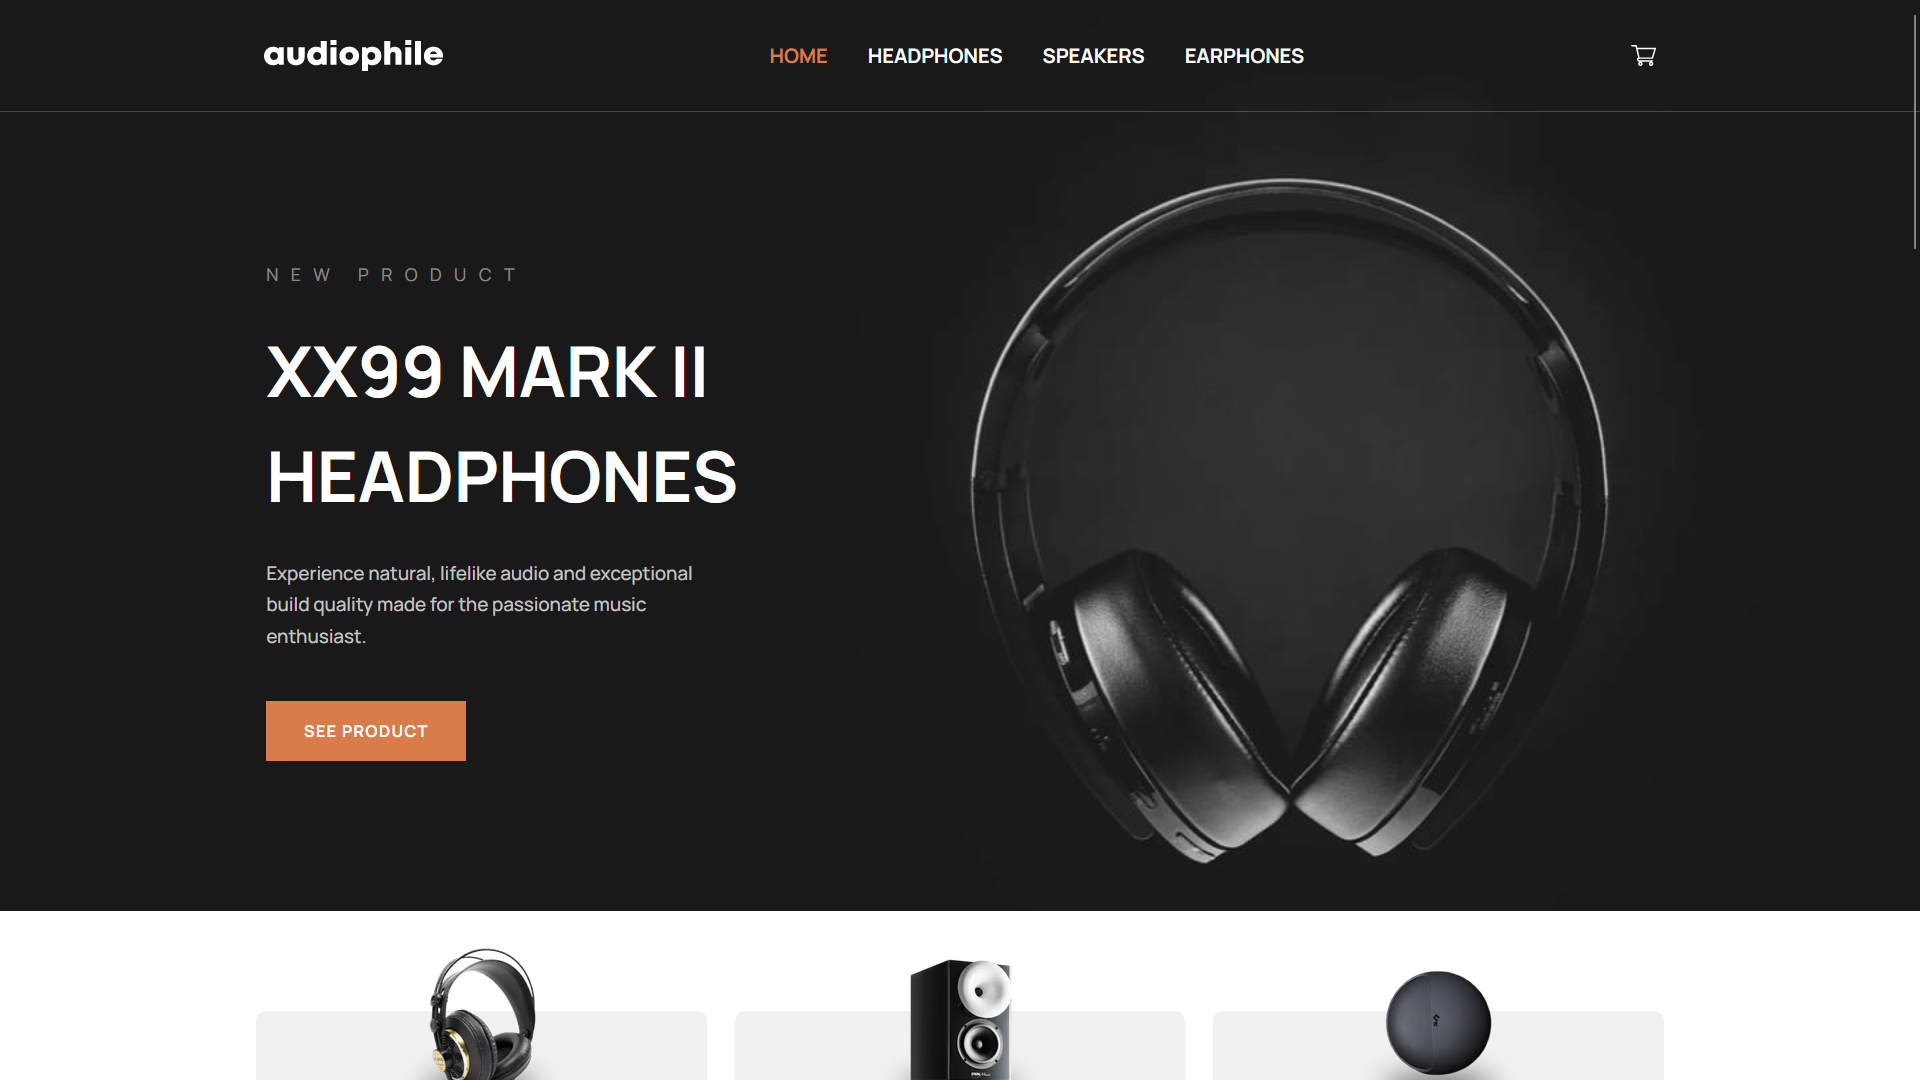 audiophile
HOME HEADPHONES SPEAKERS EARPHONES
NEW PRODUCT
XX99 MARK II
HEADPHONES
Experience natural, lifelike audio and exceptional
build quality made for the passionate music
enthusiast.
SEE PRODUCT